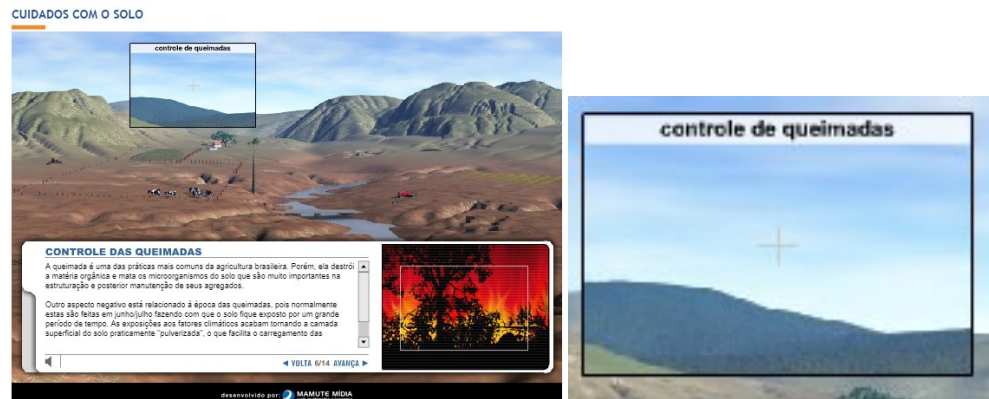 CUIDADOS COM O SOLO
controle de queimadas
CONTROLE DAS QUEIMADAS
A queimada é uma das práticas mais comuns da agricultura brasileira. Porém, ela destrói
a matéria orgânica e mata os microorganismos do solo que são muito importantes na
estruturação e posterior manutenção de seus agregados.
Outro aspecto negativo está relacionado à época das queimadas, pois normalmente
estas são feitas em junho/julho fazendo com que o solo fique exposto por um grande
período de tempo. As exposições aos fatores climáticos acabam tornando a camada
superficial do solo praticamente "pulverizada", o que facilita o carregamento das
VOLTA 6/14 AVANÇA
desenvolvido por: MAMUTE MÍDIA
controle de queimadas